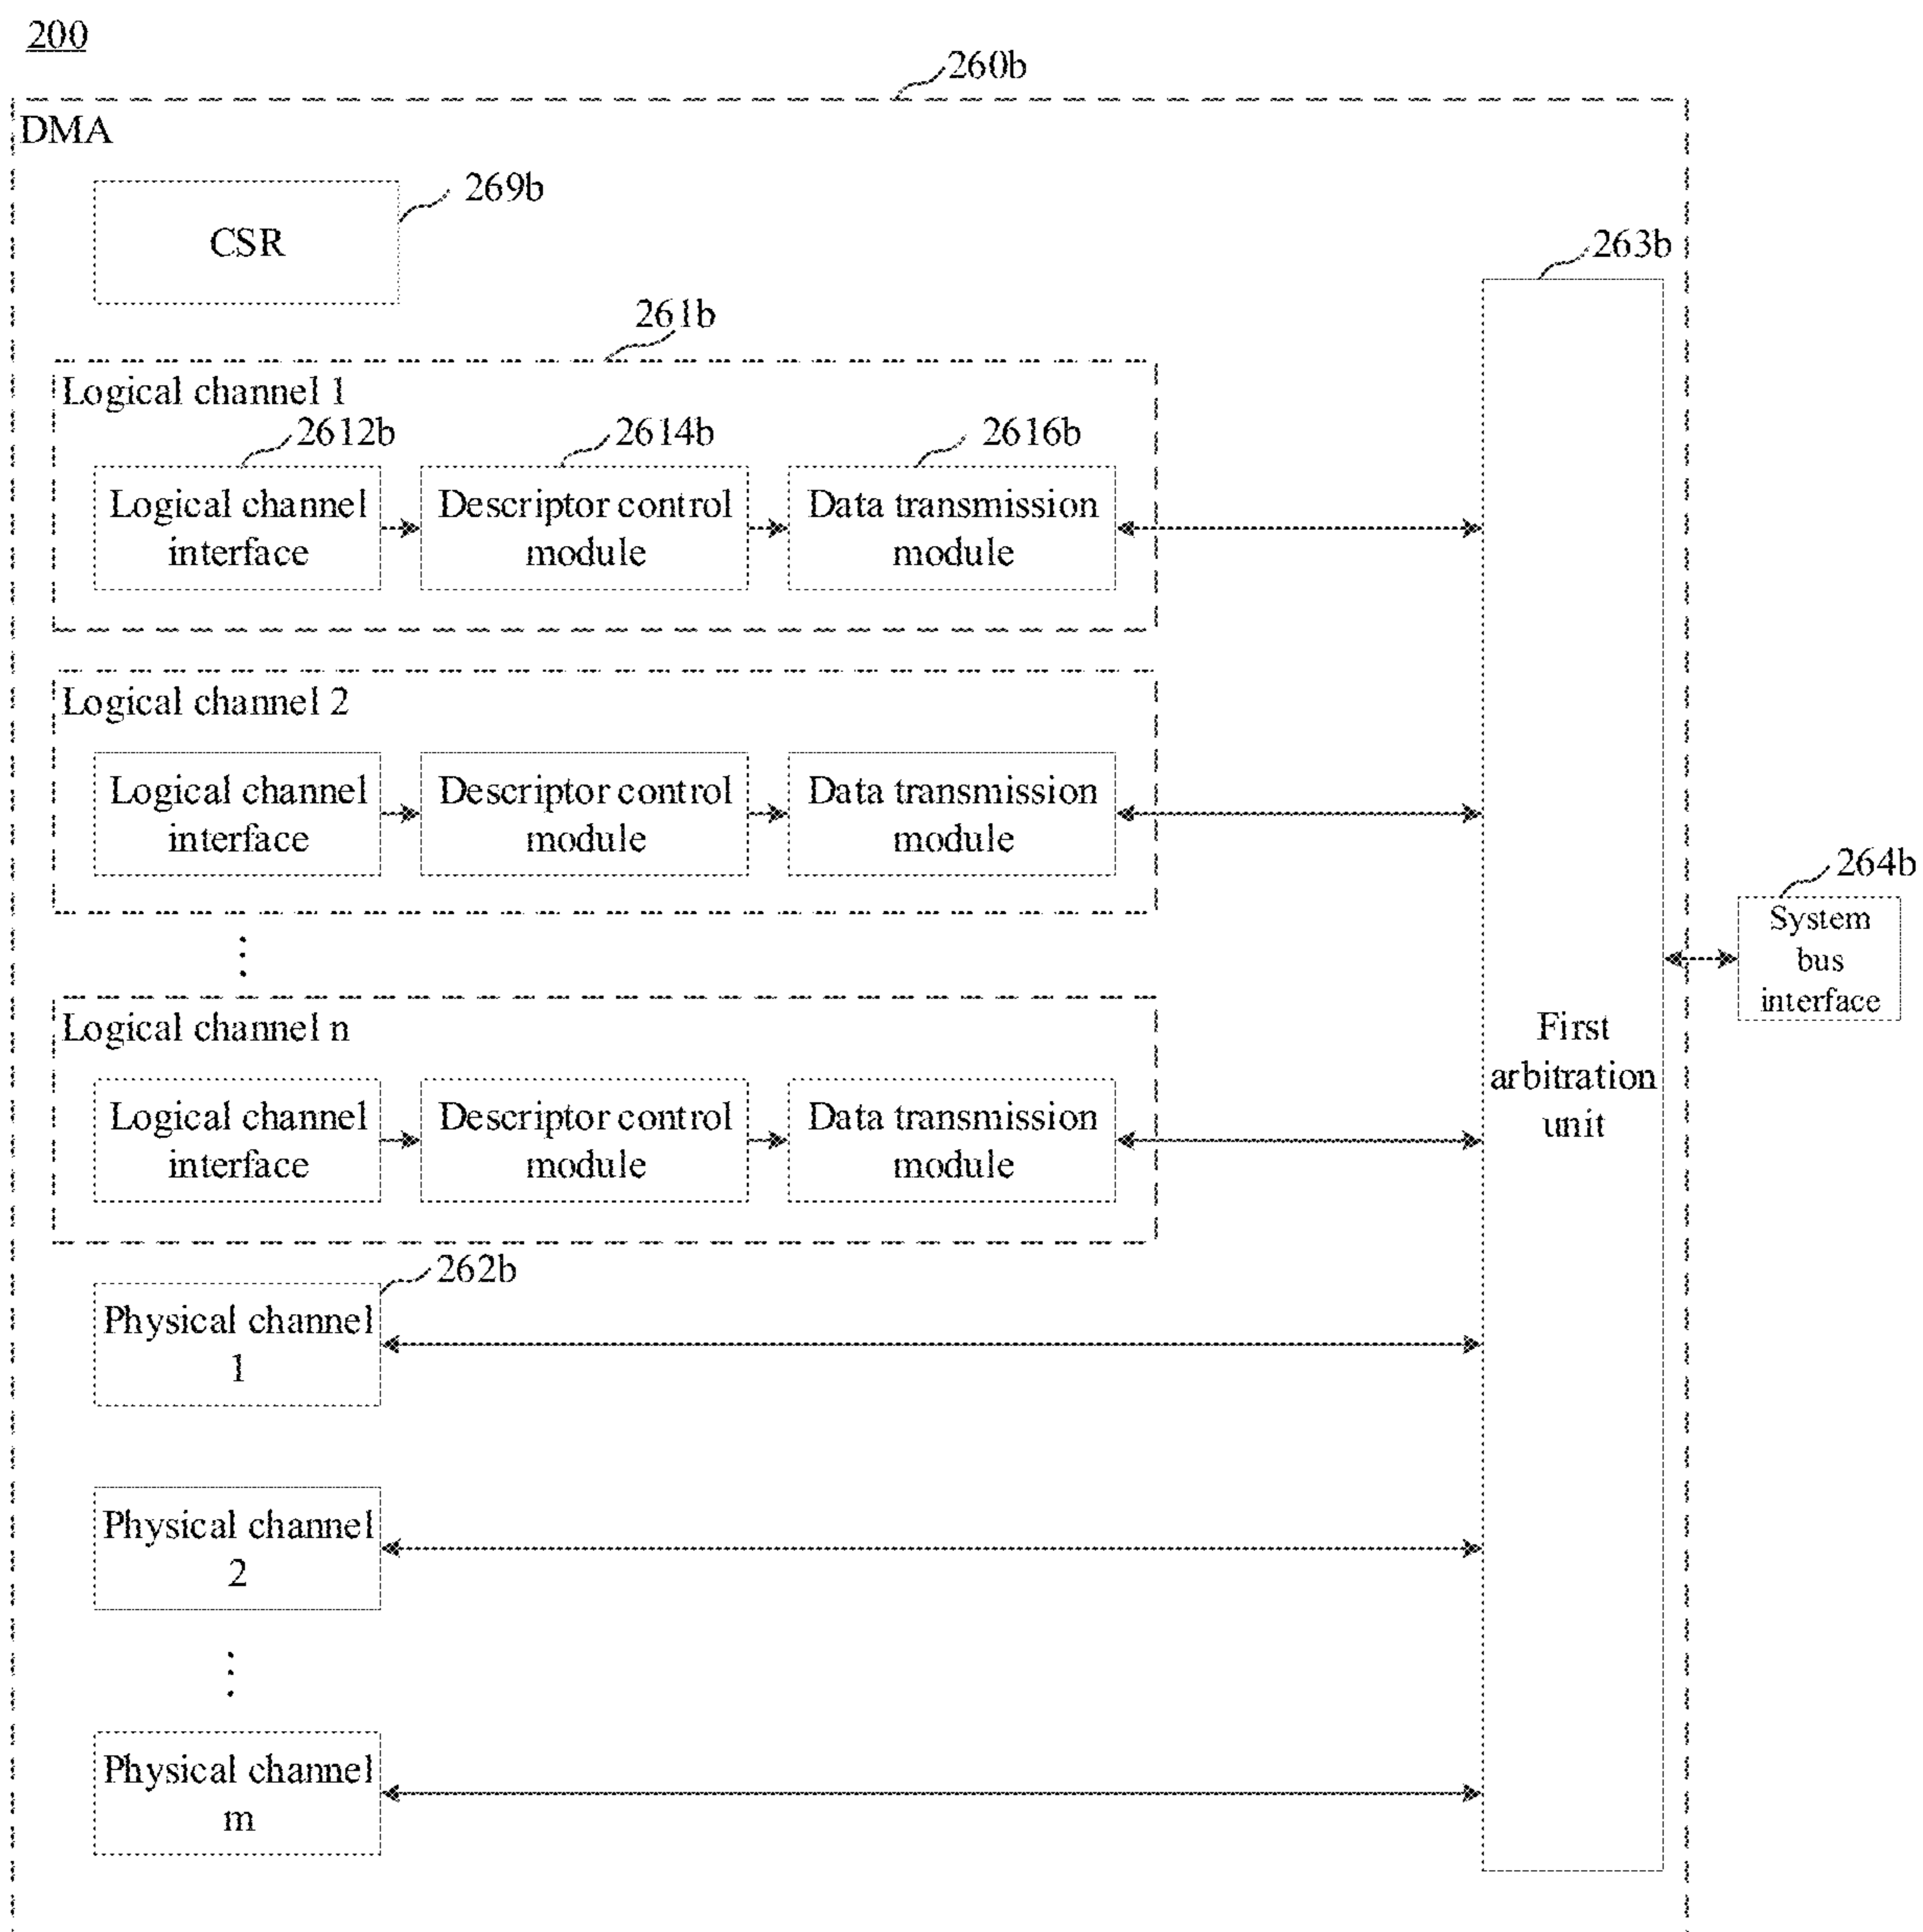 200
260b
DMA
269b
CSR
263b
261b
Logical channel 1
2612b
2614b
2616b
Logical channel
interface
Descriptor control
module
Data transmission
module
Logical channel 2
Logical channel
interface
Descriptor control
module
Data transmission
module
264b
System
bus
interface
Logical channel n
First
arbitration
unit
Logical channel
interface
Descriptor control
module
Data transmission
module
262b
Physical channel
1
Physical channel
2
Physical channel
m